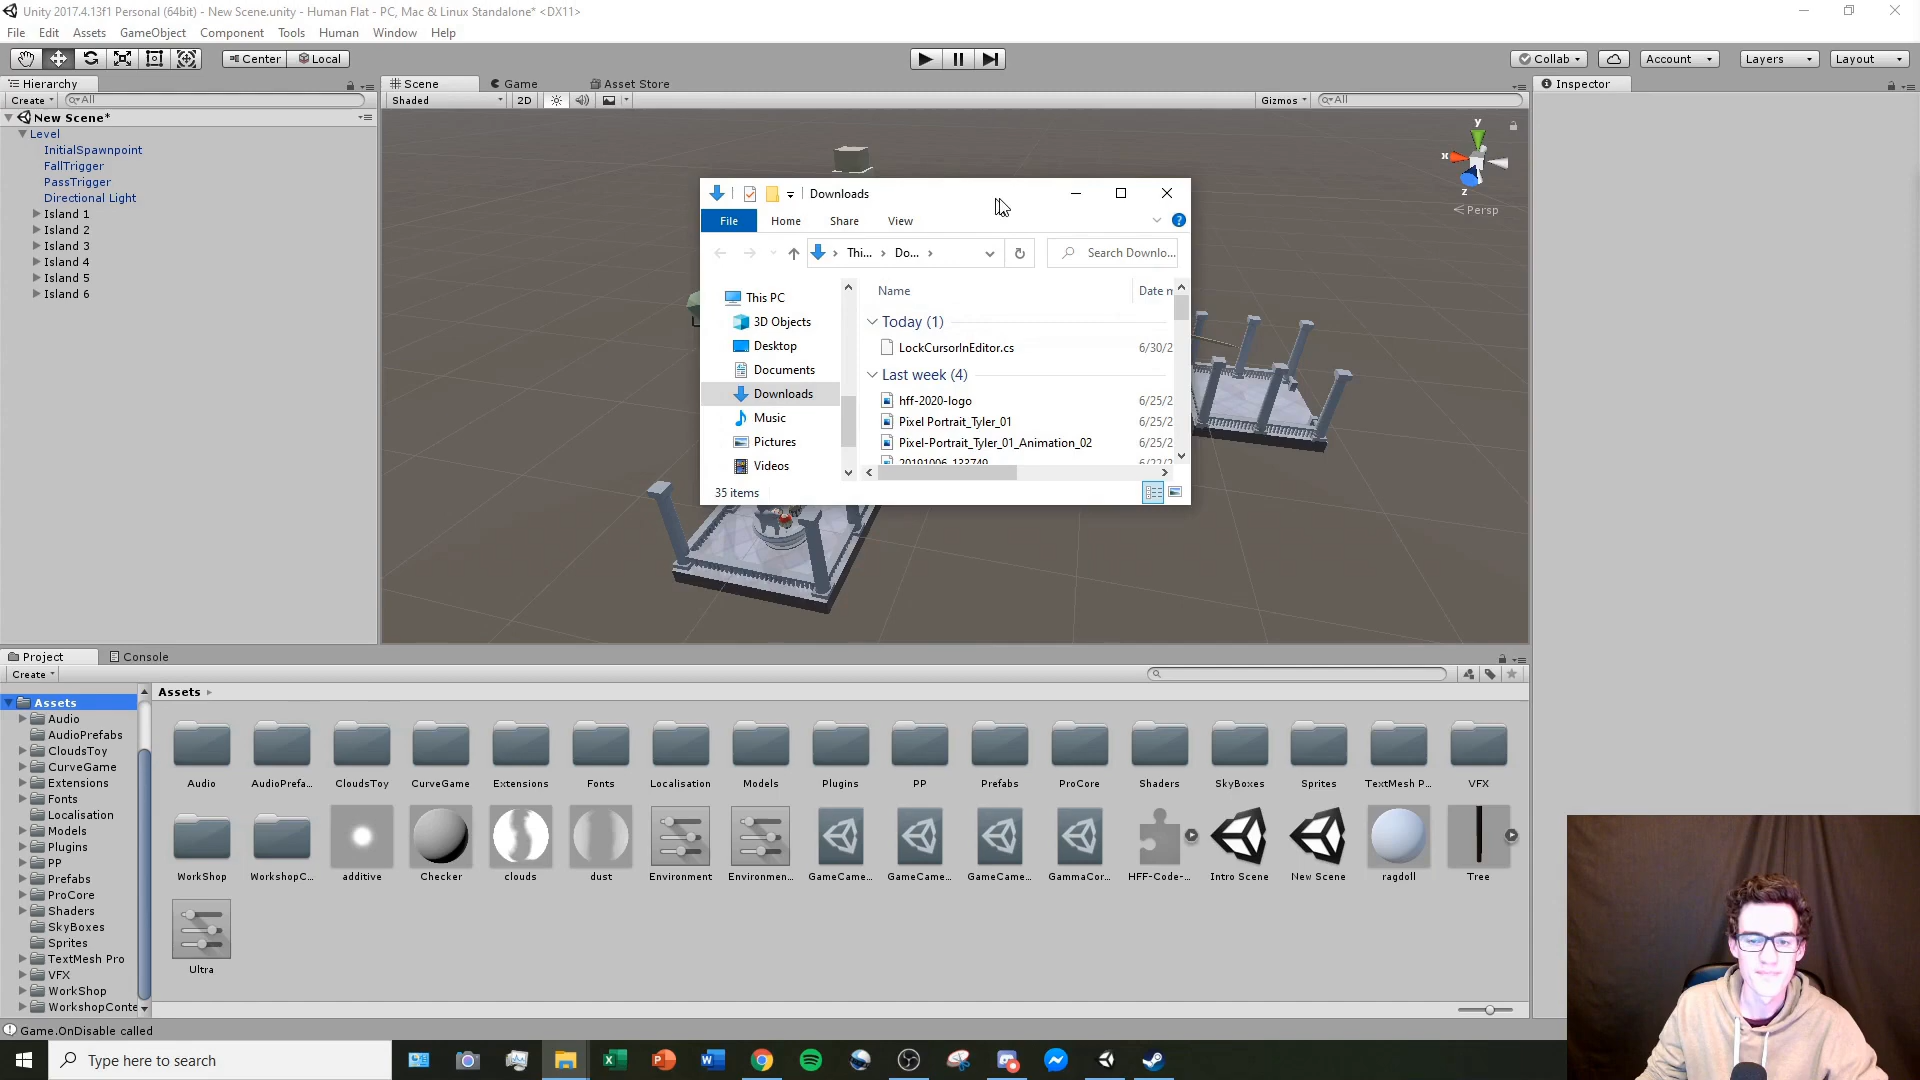 Unity 2017.4.13f1 Personal (64bit) - New Scene.unity - Human Flat - PC, Mac & Linux Standalone* <DX11>
File Edit Assets GameObject Component Tools Human Window Help
Center Local
Collab Account Layers Layout
Hierarchy
Create All
New Scene*
Level
InitialSpawnpoint
FallTrigger
PassTrigger
Directional Light
Island 1
Island 2
Island 3
Island 4
Island 5
Island 6
Scene Game Asset Store
Shaded 2D Gizmos All
y
x
z
Persp
Inspector
Downloads
File Home Share View
Thi... Do... Search Downlo...
This PC
3D Objects
Desktop
Documents
Downloads
Music
Pictures
Videos
Name Date m
Today (1)
LockCursorInEditor.cs 6/30/2
Last week (4)
hff-2020-logo 6/25/2
Pixel Portrait_Tyler_01 6/25/2
Pixel-Portrait_Tyler_01_Animation_02 6/25/2
20191006_133749 6/22/2
35 items
Project Console
Create
Assets
Audio
AudioPrefabs
CloudsToy
CurveGame
Extensions
Fonts
Localisation
Models
Plugins
PP
Prefabs
ProCore
Shaders
SkyBoxes
Sprites
TextMesh Pro
VFX
WorkShop
WorkshopConte
Assets
Audio AudioPrefa... CloudsToy CurveGame Extensions Fonts Localisation Models Plugins PP Prefabs ProCore Shaders SkyBoxes Sprites TextMesh P... VFX
WorkShop WorkshopC... additive Checker clouds dust Environment Environmen... GameCame... GameCame... GameCame... GammaCor... HFF-Code-... Intro Scene New Scene ragdoll Tree
Ultra
Game.OnDisable called
Type here to search